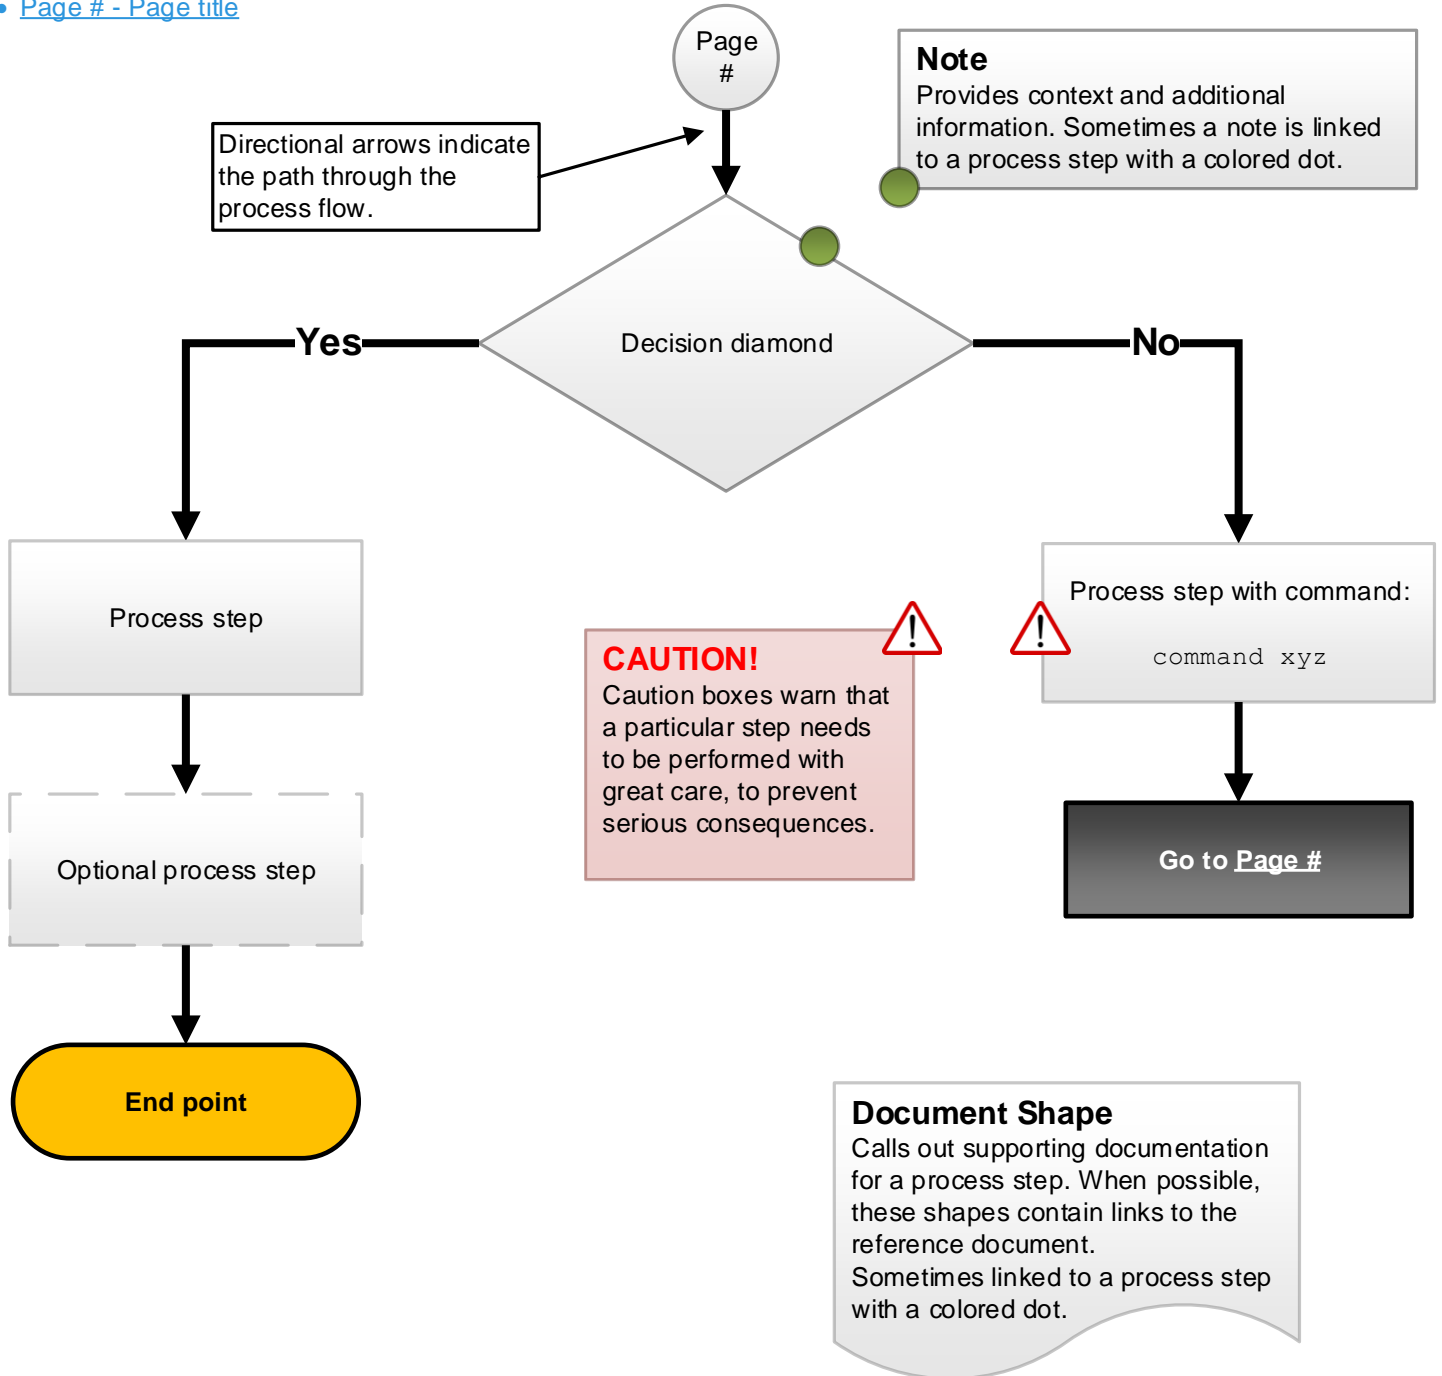 Page # - Page title
Page
#
Note
Provides context and additional
information. Sometimes a note is linked
to a process step with a colored dot.
Directional arrows indicate
the path through the
process flow.
Yes
Decision diamond
No
Process step
Process step with command:
command xyz
CAUTION!
Caution boxes warn that
a particular step needs
to be performed with
great care, to prevent
serious consequences.
Optional process step
Go to Page #
End point
Document Shape
Calls out supporting documentation
for a process step. When possible,
these shapes contain links to the
reference document.
Sometimes linked to a process step
with a colored dot.